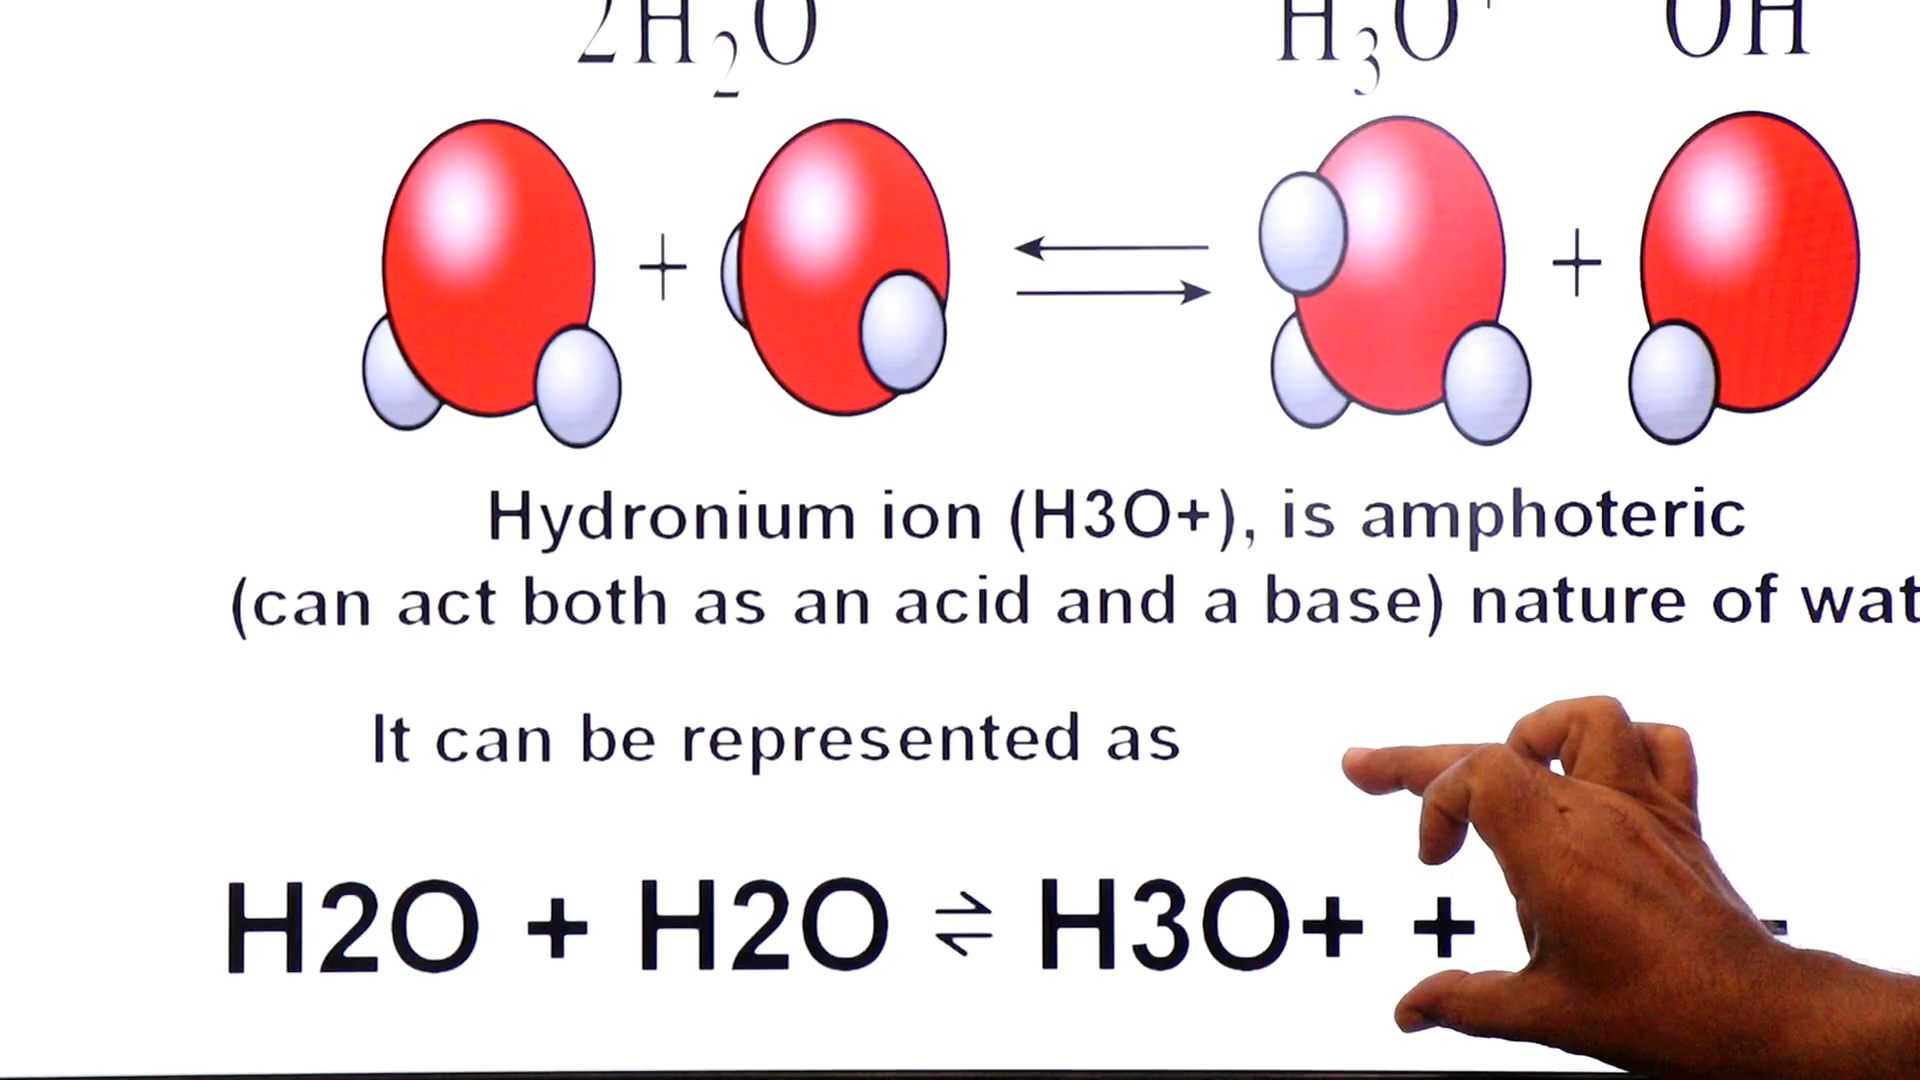 2H₂O H₃O⁺ OH
+ +
Hydronium ion (H3O+), is amphoteric
(can act both as an acid and a base) nature of wat
It can be represented as
H2O + H2O ⇌ H3O+ + -